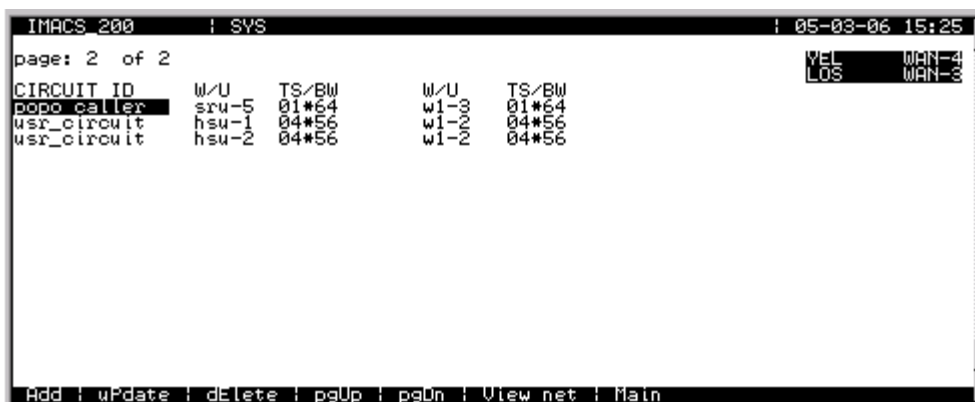 IMACS_200 ¦ SYS ¦ 05-03-06 15:25
page: 2 of 2 YEL WAN-4
LOS WAN-3
CIRCUIT ID W/U TS/BW W/U TS/BW
popo caller sru-5 01*64 w1-3 01*64
usr_circuit hsu-1 04*56 w1-2 04*56
usr_circuit hsu-2 04*56 w1-2 04*56
Add ¦ uPdate ¦ dElete ¦ pgUp ¦ pgDn ¦ View net ¦ Main